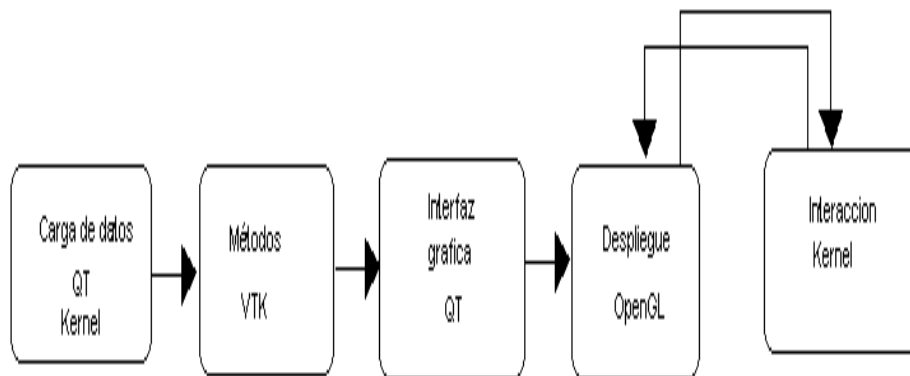 Carga de datos
QT
Kernel
Métodos
VTK
Interfaz
grafica
QT
Despliegue
OpenGL
Interaccion
Kernel